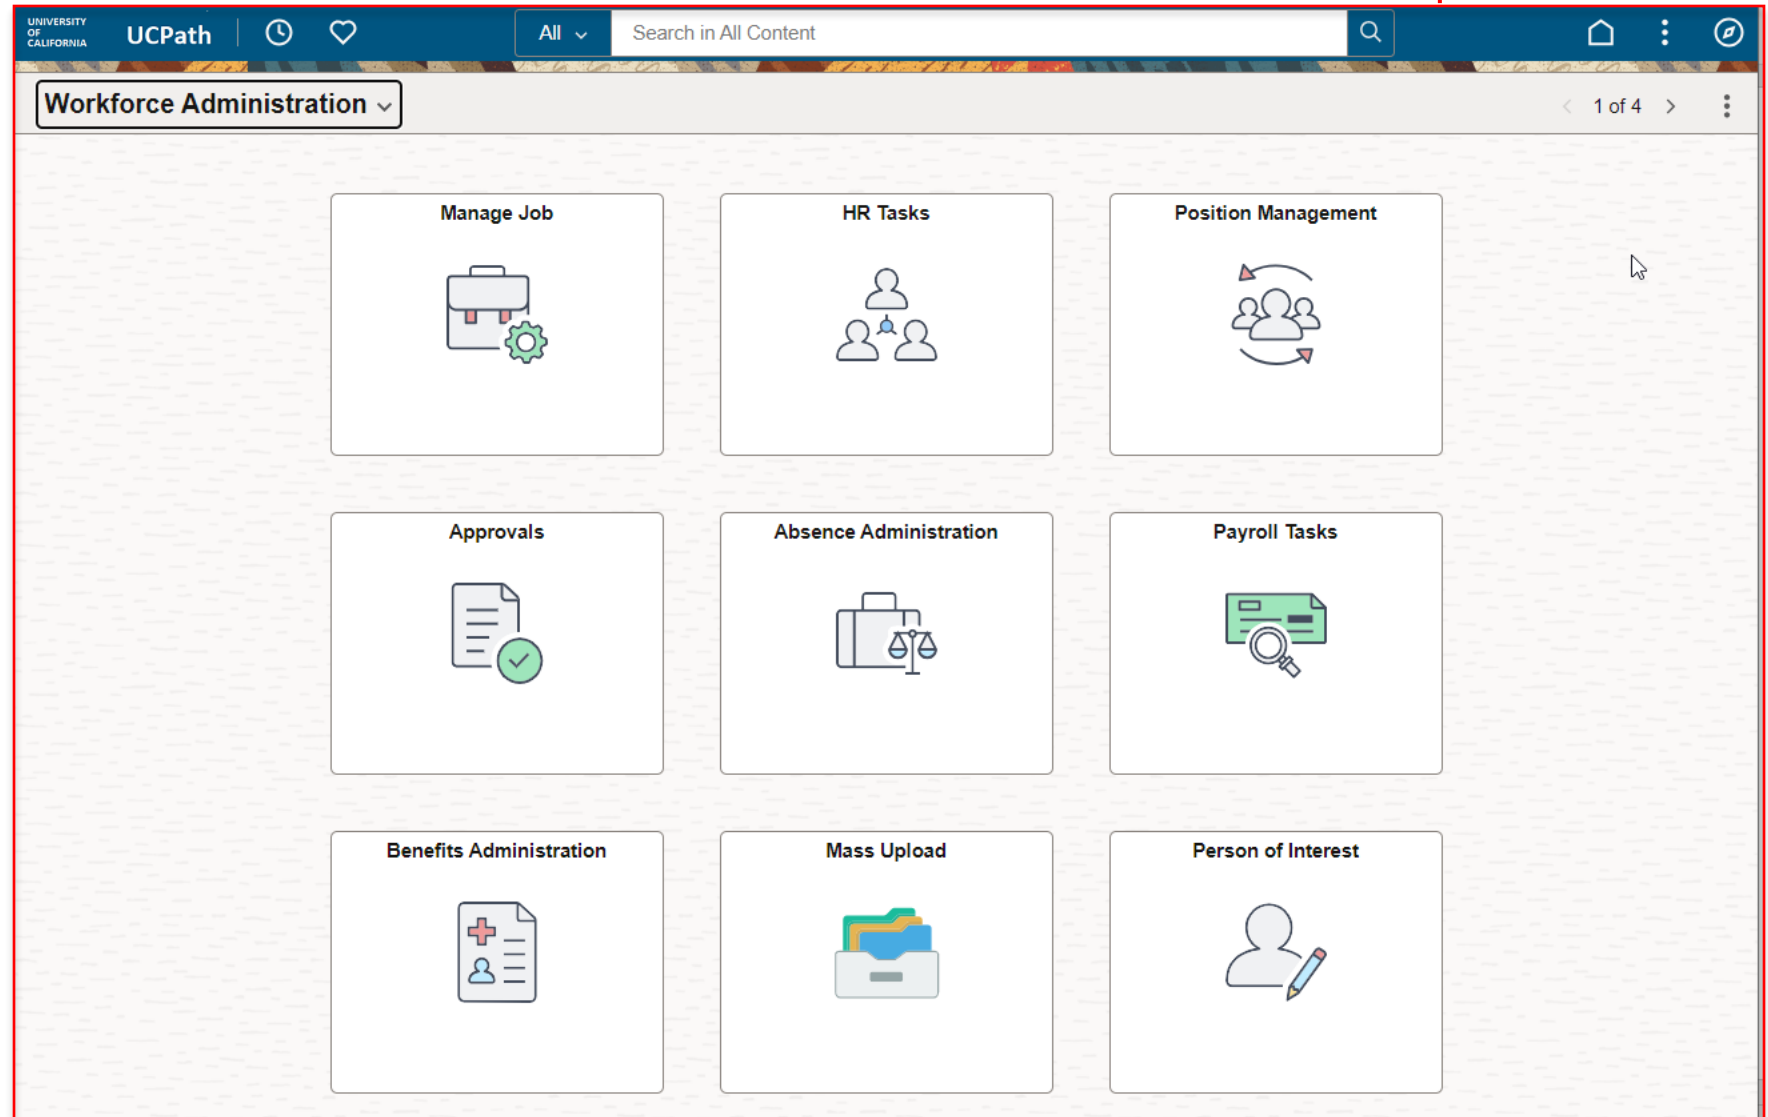 UNIVERSITY
OF
CALIFORNIA
UCPath
All
Search in All Content
Workforce Administration
1 of 4
Manage Job
HR Tasks
Position Management
Approvals
Absence Administration
Payroll Tasks
Benefits Administration
Mass Upload
Person of Interest